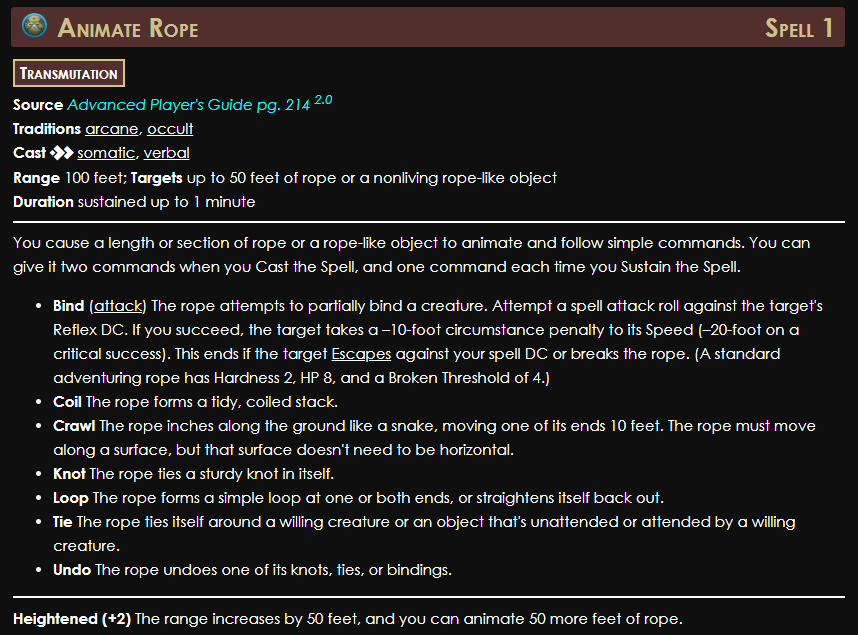 Animate Rope Spell 1
Transmutation
Source Advanced Player's Guide pg. 214 2.0
Traditions arcane, occult
Cast somatic, verbal
Range 100 feet; Targets up to 50 feet of rope or a nonliving rope-like object
Duration sustained up to 1 minute
You cause a length or section of rope or a rope-like object to animate and follow simple commands. You can
give it two commands when you Cast the Spell, and one command each time you Sustain the Spell.
• Bind (attack) The rope attempts to partially bind a creature. Attempt a spell attack roll against the target's
Reflex DC. If you succeed, the target takes a –10-foot circumstance penalty to its Speed (–20-foot on a
critical success). This ends if the target Escapes against your spell DC or breaks the rope. (A standard
adventuring rope has Hardness 2, HP 8, and a Broken Threshold of 4.)
• Coil The rope forms a tidy, coiled stack.
• Crawl The rope inches along the ground like a snake, moving one of its ends 10 feet. The rope must move
along a surface, but that surface doesn't need to be horizontal.
• Knot The rope ties a sturdy knot in itself.
• Loop The rope forms a simple loop at one or both ends, or straightens itself back out.
• Tie The rope ties itself around a willing creature or an object that's unattended or attended by a willing
creature.
• Undo The rope undoes one of its knots, ties, or bindings.
Heightened (+2) The range increases by 50 feet, and you can animate 50 more feet of rope.